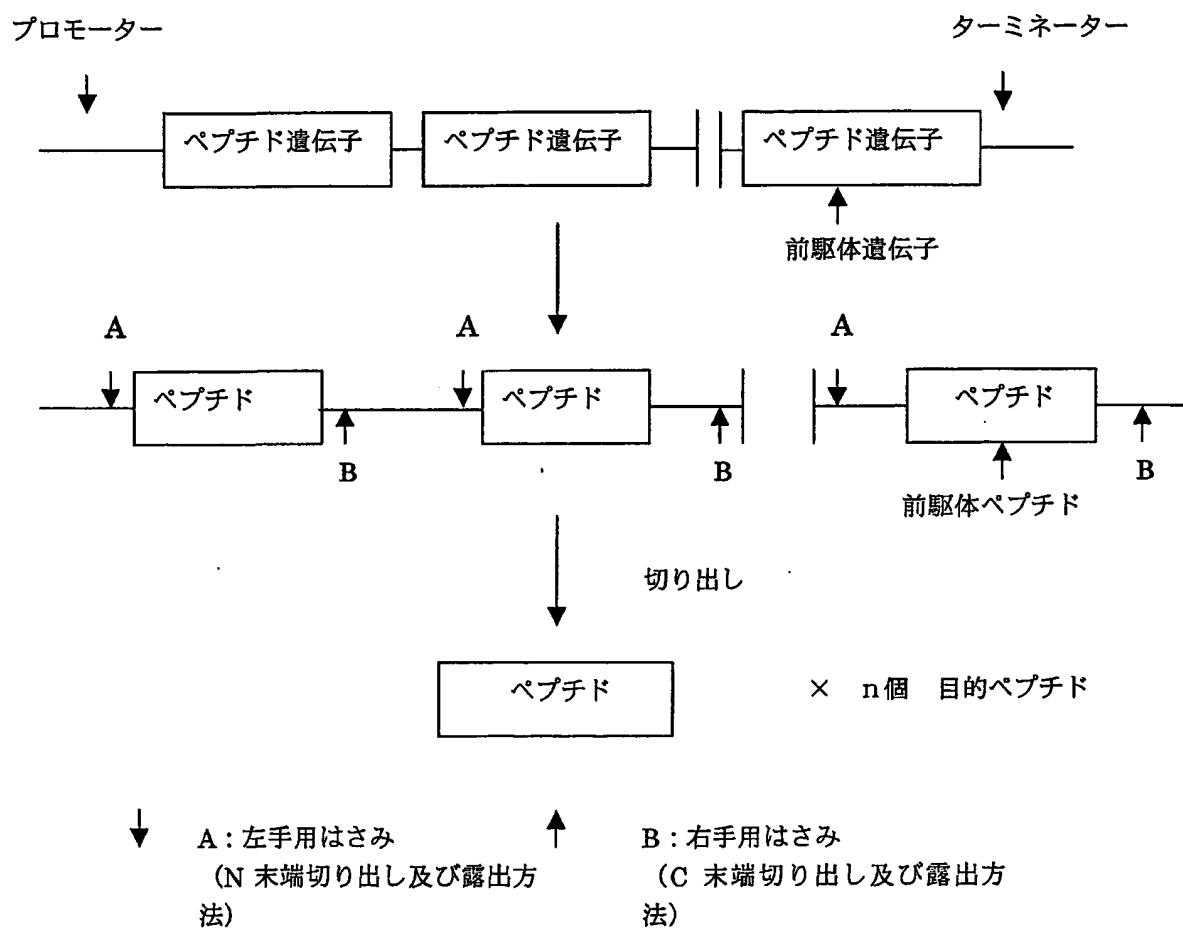 プロモーター
ターミネーター
ペプチド遺伝子
ペプチド遺伝子
ペプチド遺伝子
前駆体遺伝子
A
A
A
ペプチド
ペプチド
ペプチド
B
B
B
前駆体ペプチド
切り出し
ペプチド
× n個 目的ペプチド
A:左手用はさみ
(N 末端切り出し及び露出方
法)
B:右手用はさみ
(C 末端切り出し及び露出方
法)